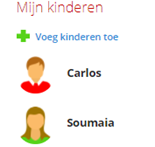 Mijn kinderen
Voeg kinderen toe
Carlos
Soumaia